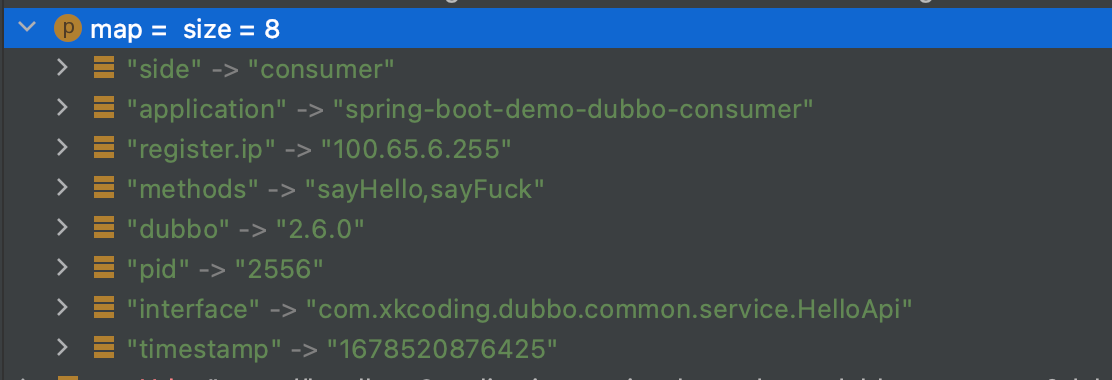 p map = size = 8
"side" -> "consumer"
"application" -> "spring-boot-demo-dubbo-consumer"
"register.ip" -> "100.65.6.255"
"methods" -> "sayHello,sayFuck"
"dubbo" -> "2.6.0"
"pid" -> "2556"
"interface" -> "com.xkcoding.dubbo.common.service.HelloApi"
"timestamp" -> "1678520876425"